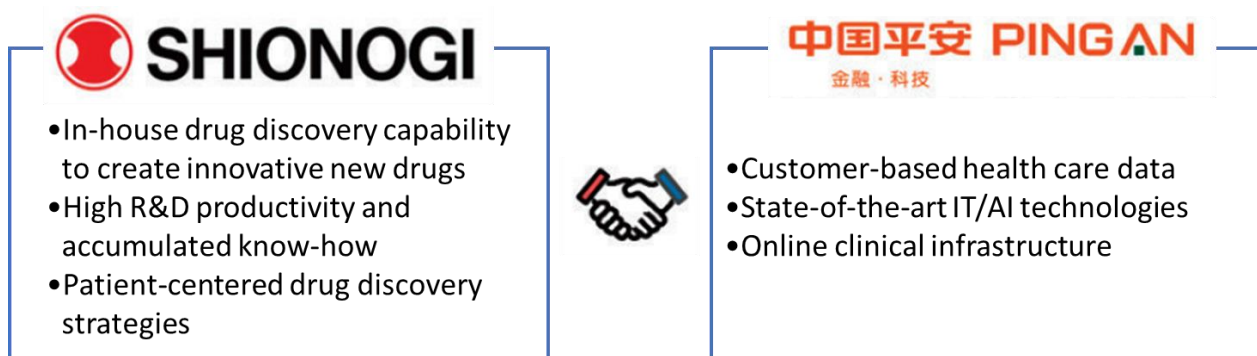 SHIONOGI
•In-house drug discovery capability
to create innovative new drugs
•High R&D productivity and
accumulated know-how
•Patient-centered drug discovery
strategies
中国平安 PING AN
金融·科技
•Customer-based health care data
•State-of-the-art IT/AI technologies
•Online clinical infrastructure